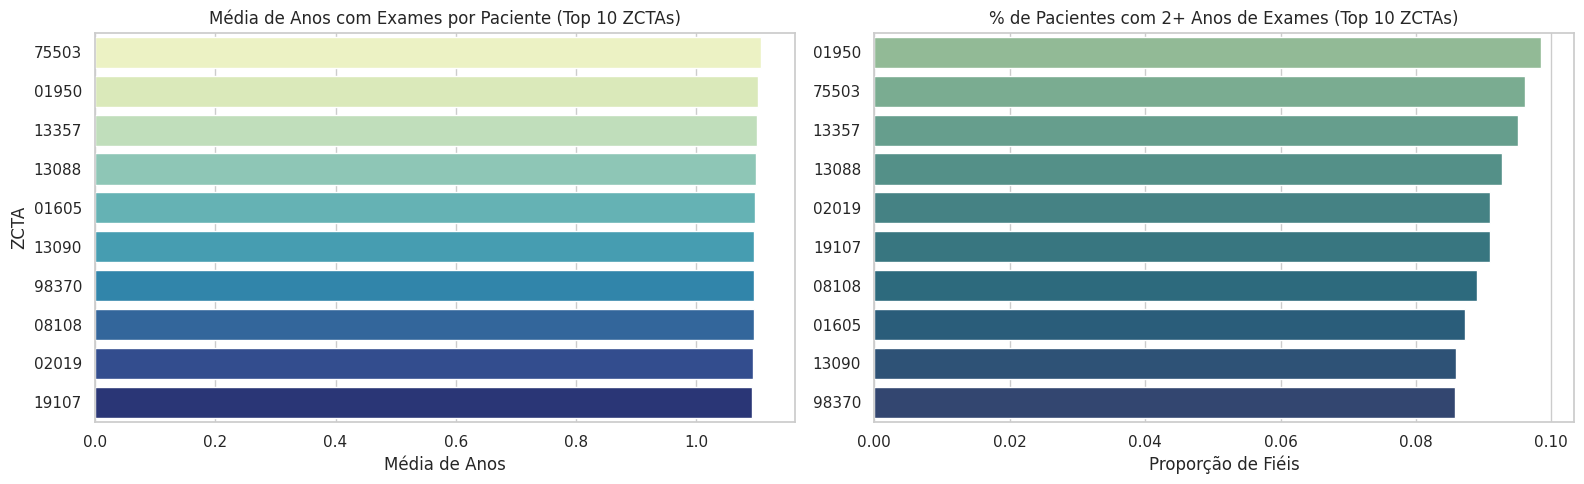 Média de Anos com Exames por Paciente (Top 10 ZCTAs)
ZCTA
75503
01950
13357
13088
01605
13090
98370
08108
02019
19107
0.0 0.2 0.4 0.6 0.8 1.0
Média de Anos
% de Pacientes com 2+ Anos de Exames (Top 10 ZCTAs)
01950
75503
13357
13088
02019
19107
08108
01605
13090
98370
0.00 0.02 0.04 0.06 0.08 0.10
Proporção de Fiéis